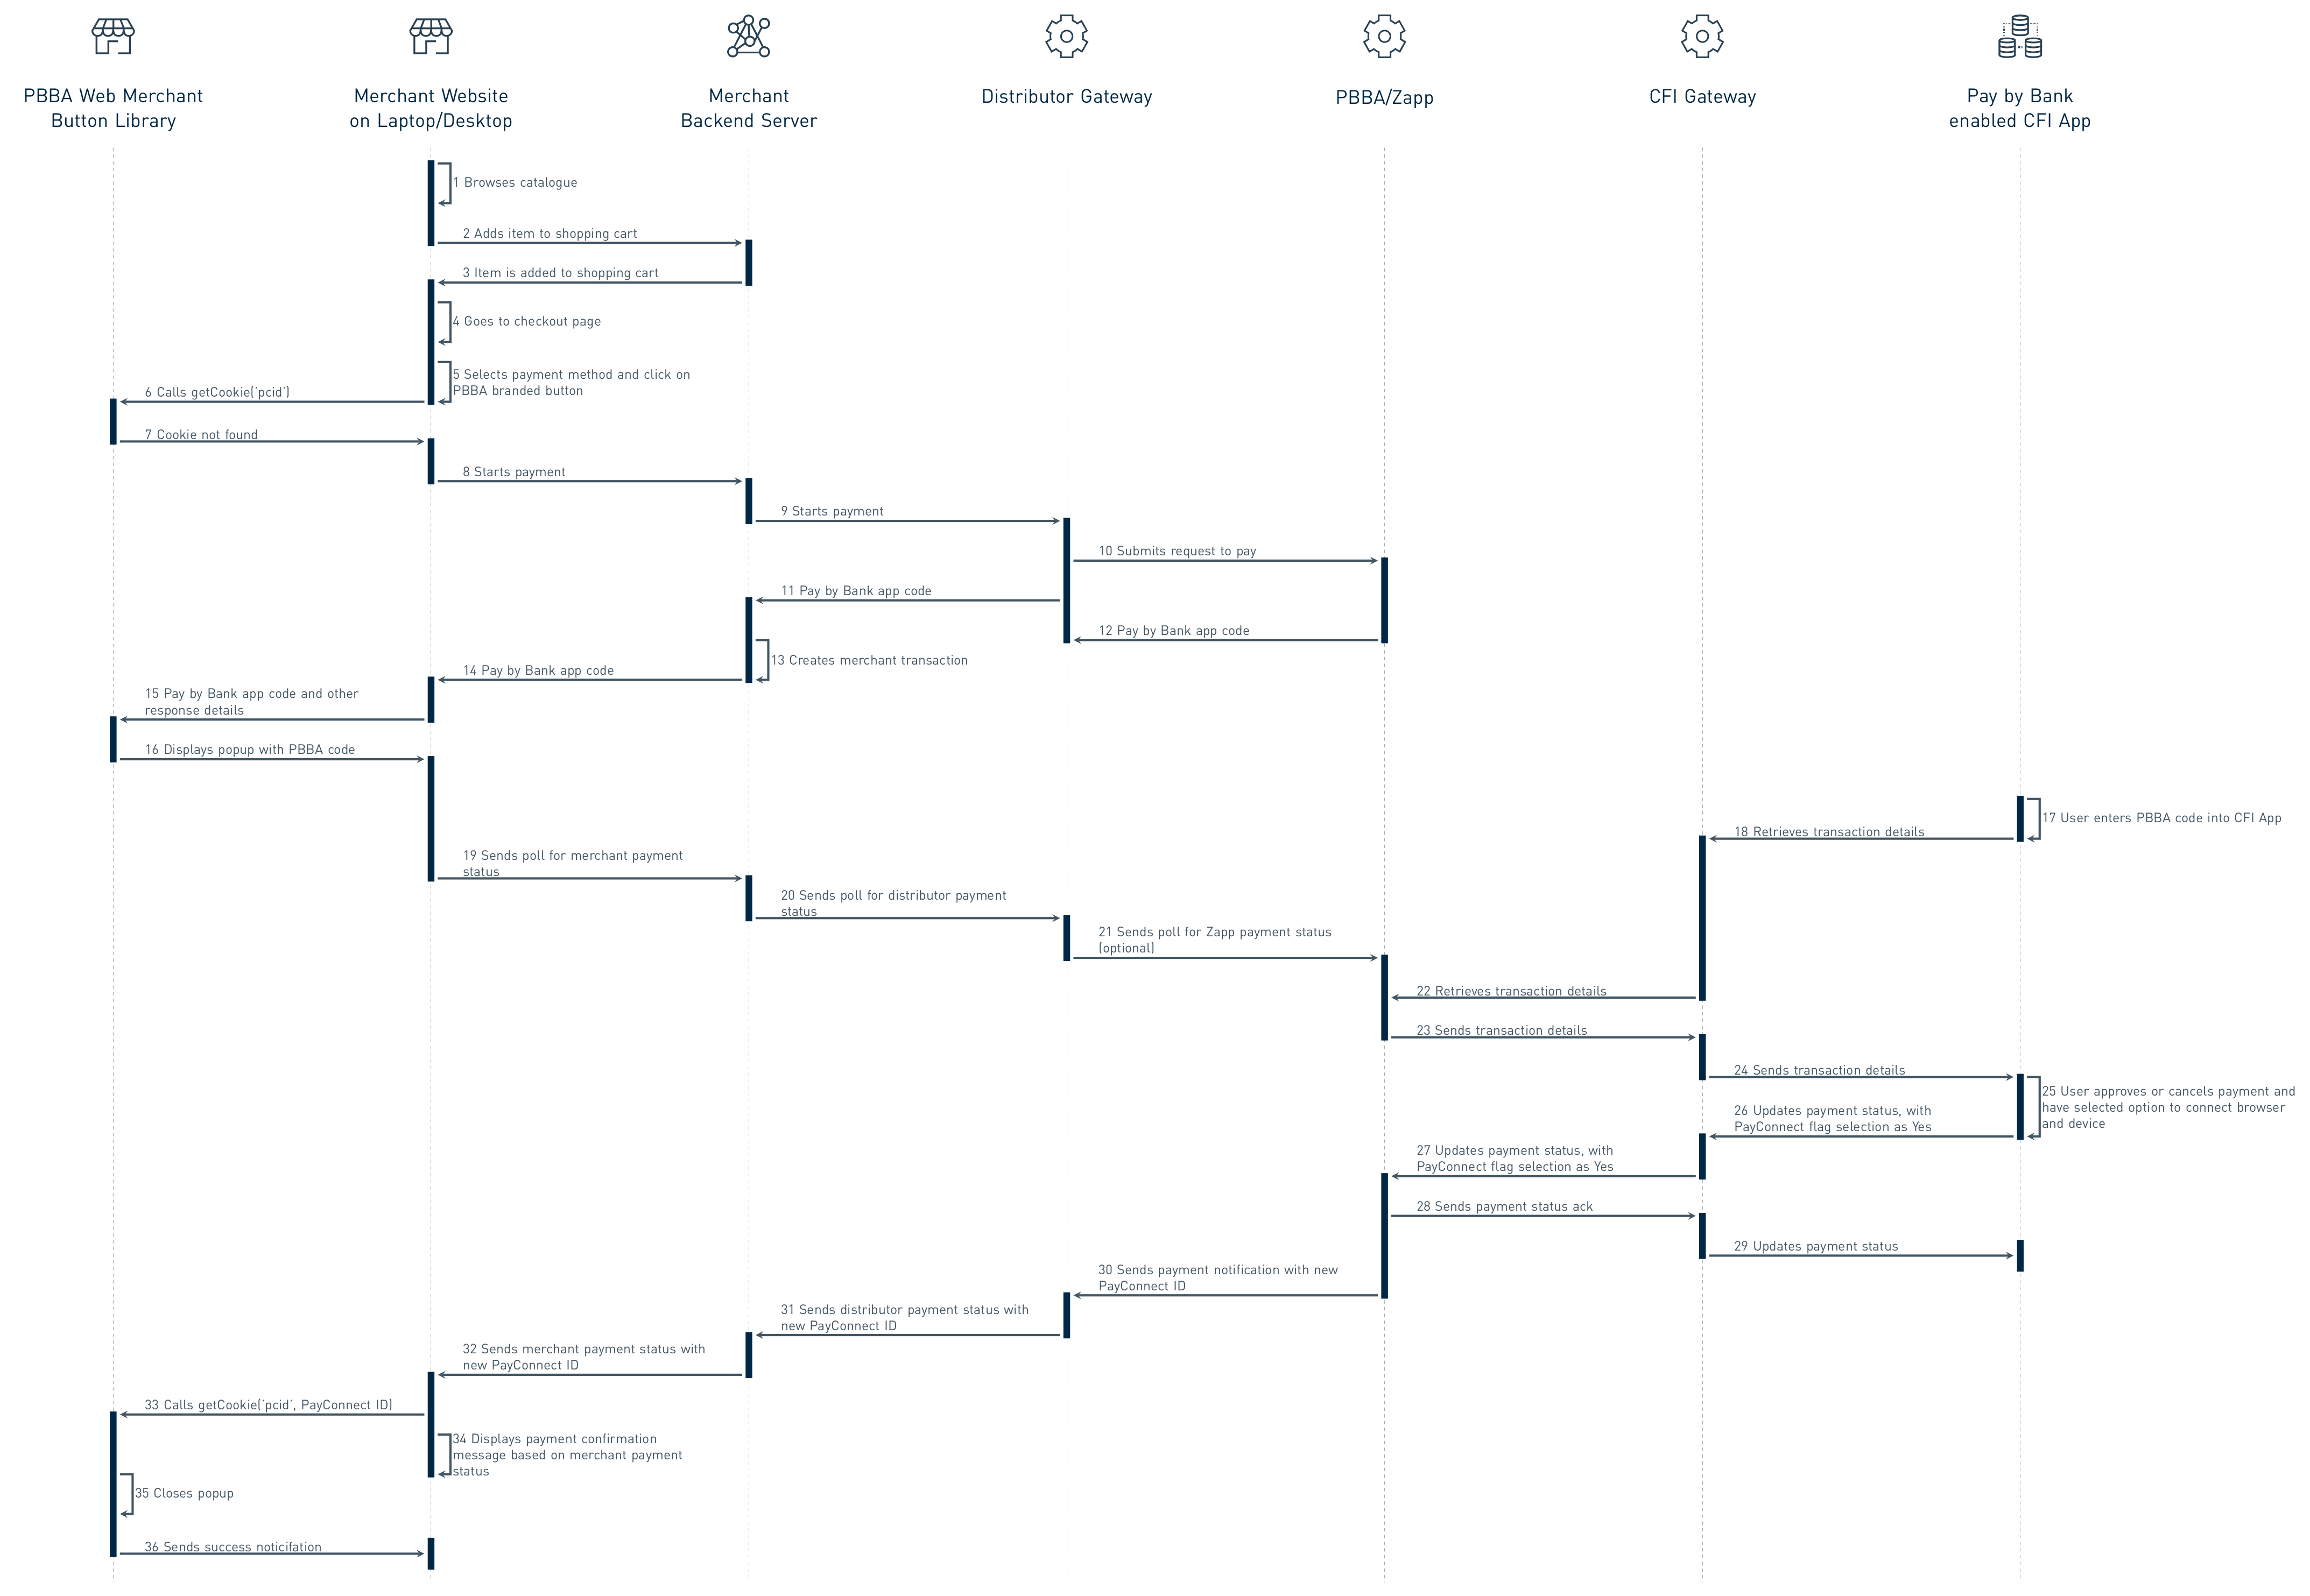 PBBA Web Merchant
Button Library
Merchant Website
on Laptop/Desktop
Merchant
Backend Server
Distributor Gateway
PBBA/Zapp
CFI Gateway
Pay by Bank
enabled CFI App
1 Browses catalogue
2 Adds item to shopping cart
3 Item is added to shopping cart
4 Goes to checkout page
5 Selects payment method and click on
PBBA branded button
6 Calls getCookie('pcid')
7 Cookie not found
8 Starts payment
9 Starts payment
10 Submits request to pay
11 Pay by Bank app code
12 Pay by Bank app code
13 Creates merchant transaction
14 Pay by Bank app code
15 Pay by Bank app code and other
response details
16 Displays popup with PBBA code
17 User enters PBBA code into CFI App
18 Retrieves transaction details
19 Sends poll for merchant payment
status
20 Sends poll for distributor payment
status
21 Sends poll for Zapp payment status
(optional)
22 Retrieves transaction details
23 Sends transaction details
24 Sends transaction details
25 User approves or cancels payment and
have selected option to connect browser
and device
26 Updates payment status, with
PayConnect flag selection as Yes
27 Updates payment status, with
PayConnect flag selection as Yes
28 Sends payment status ack
29 Updates payment status
30 Sends payment notification with new
PayConnect ID
31 Sends distributor payment status with
new PayConnect ID
32 Sends merchant payment status with
new PayConnect ID
33 Calls getCookie('pcid', PayConnect ID)
34 Displays payment confirmation
message based on merchant payment
status
35 Closes popup
36 Sends success noticifation